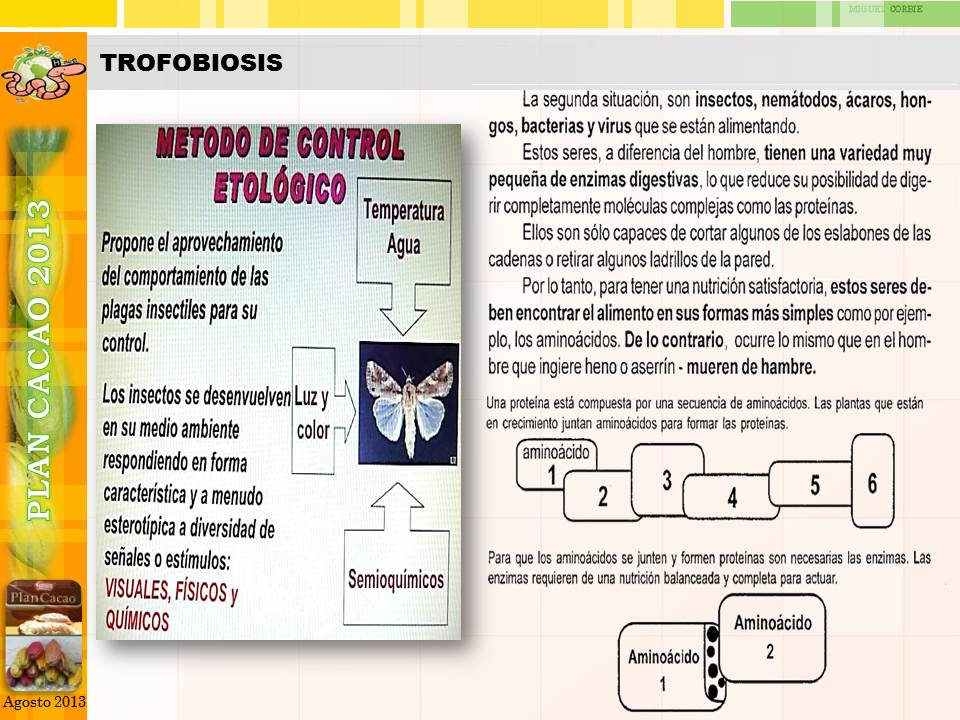 MIGUEL CORBIE
TROFOBIOSIS
PLAN CACAO 2013
Plan Cacao
Agosto 2013
METODO DE CONTROL
ETOLÓGICO
Propone el aprovechamiento
del comportamiento de las
plagas insectiles para su
control.
Los insectos se desenvuelven
en su medio ambiente
respondiendo en forma
característica y a menudo
esterotípica a diversidad de
señales o estímulos:
VISUALES, FÍSICOS y
QUÍMICOS
Temperatura
Agua
Luz y
color
Semioquímicos
La segunda situación, son insectos, nemátodos, ácaros, hon-
gos, bacterias y virus que se están alimentando.
Estos seres, a diferencia del hombre, tienen una variedad muy
pequeña de enzimas digestivas, lo que reduce su posibilidad de dige-
rir completamente moléculas complejas como las proteínas.
Ellos son sólo capaces de cortar algunos de los eslabones de las
cadenas o retirar algunos ladrillos de la pared.
Por lo tanto, para tener una nutrición satisfactoria, estos seres de-
ben encontrar el alimento en sus formas más simples como por ejem-
plo, los aminoácidos. De lo contrario, ocurre lo mismo que en el hom-
bre que ingiere heno o aserrín - mueren de hambre.
Una proteína está compuesta por una secuencia de aminoácidos. Las plantas que están
en crecimiento juntan aminoácidos para formar las proteínas.
aminoácido
1
2
3
4
5
6
Para que los aminoácidos se junten y formen proteínas son necesarias las enzimas. Las
enzimas requieren de una nutrición balanceada y completa para actuar.
Aminoácido
1
Aminoácido
2